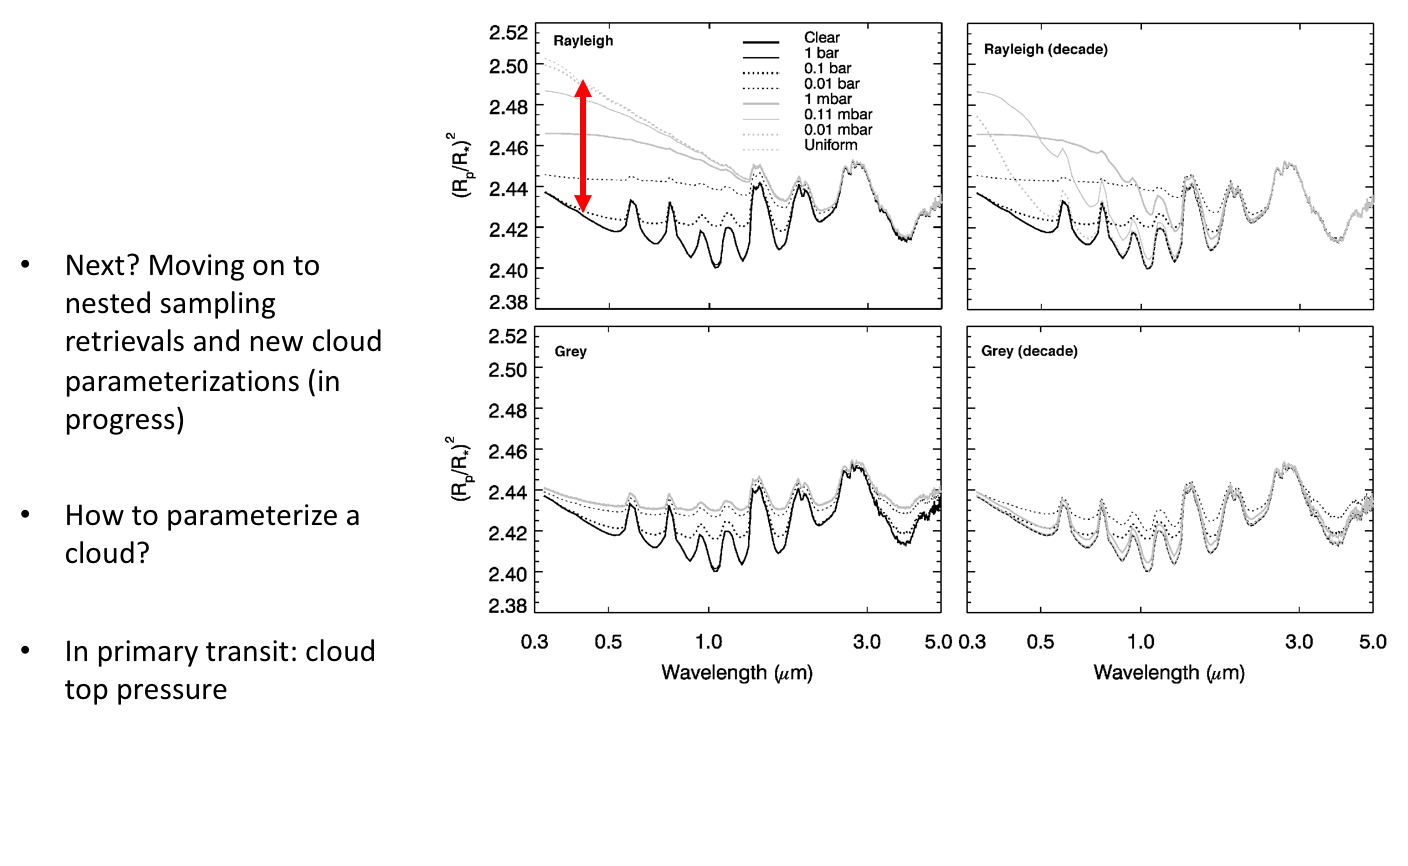 • Next? Moving on to
nested sampling
retrievals and new cloud
parameterizations (in
progress)
• How to parameterize a
cloud?
• In primary transit: cloud
top pressure
Rayleigh
Clear
1 bar
0.1 bar
0.01 bar
1 mbar
0.11 mbar
0.01 mbar
Uniform
2.52
2.50
2.48
2.46
2.44
2.42
2.40
2.38
(Rp/R*)²
Rayleigh (decade)
Grey
2.52
2.50
2.48
2.46
2.44
2.42
2.40
2.38
(Rp/R*)²
0.3 0.5 1.0 3.0 5.0
Wavelength (μm)
Grey (decade)
0.3 0.5 1.0 3.0 5.0
Wavelength (μm)